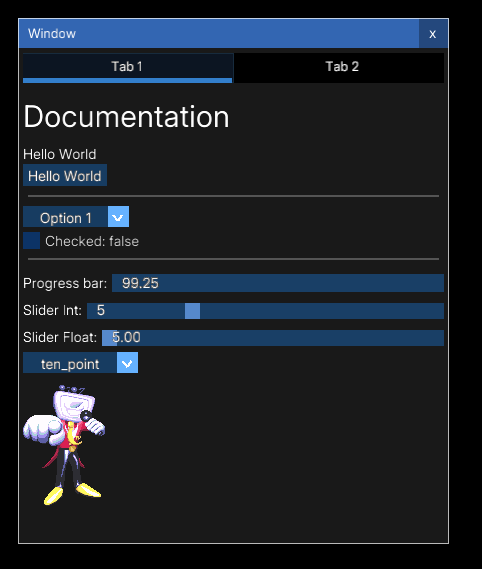 Window x
Tab 1 Tab 2
Documentation
Hello World
Hello World
Option 1
Checked: false
Progress bar: 99.25
Slider Int: 5
Slider Float: 5.00
ten_point